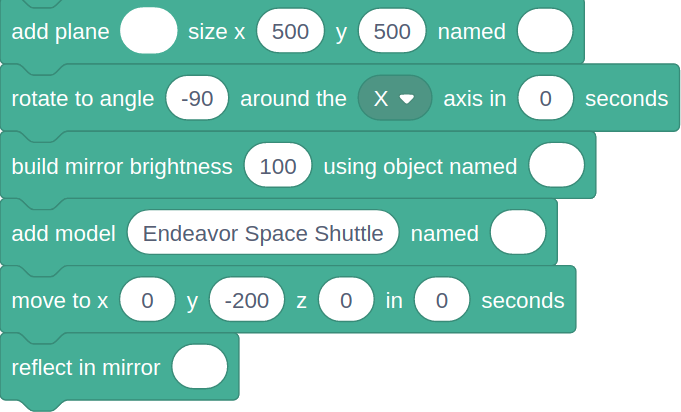 add plane size x 500 y 500 named
rotate to angle -90 around the X axis in 0 seconds
build mirror brightness 100 using object named
add model Endeavor Space Shuttle named
move to x 0 y -200 z 0 in 0 seconds
reflect in mirror